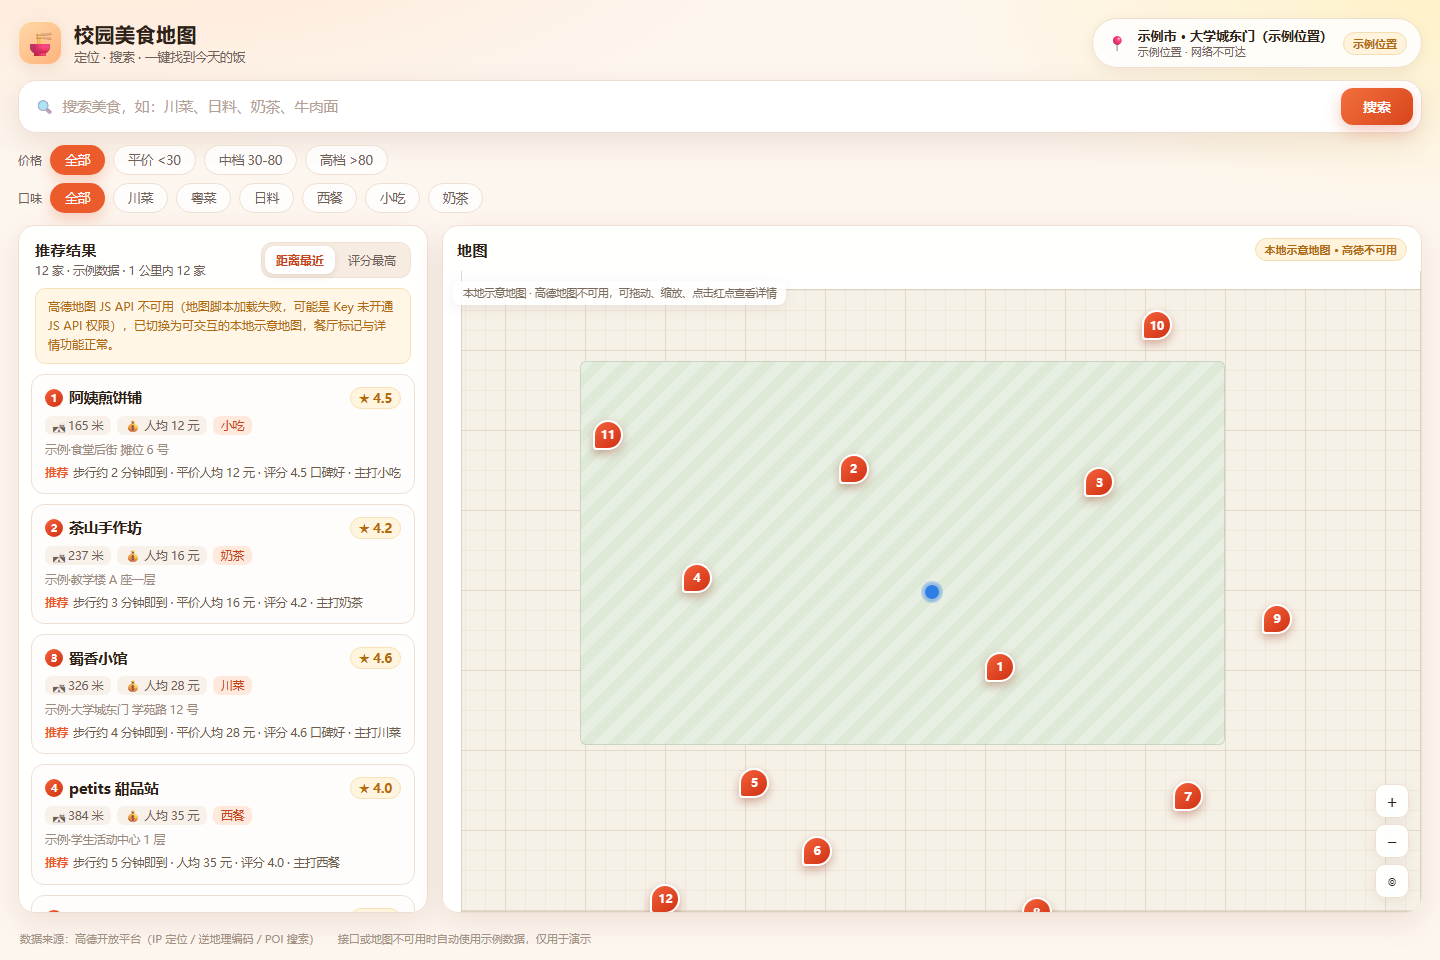 校园美食地图
定位 · 搜索 · 一键找到今天的饭
示例市 • 大学城东门（示例位置）
示例位置 · 网络不可达
示例位置
搜索美食，如：川菜、日料、奶茶、牛肉面
搜索
价格 全部 平价 <30 中档 30-80 高档 >80
口味 全部 川菜 粤菜 日料 西餐 小吃 奶茶
推荐结果
12 家 · 示例数据 · 1 公里内 12 家
距离最近 评分最高
高德地图 JS API 不可用（地图脚本加载失败，可能是 Key 未开通
JS API 权限），已切换为可交互的本地示意地图，餐厅标记与详
情功能正常。
1 阿姨煎饼铺 ★ 4.5
165 米 人均 12 元 小吃
示例·食堂后街 摊位 6 号
推荐 步行约 2 分钟即到 · 平价人均 12 元 · 评分 4.5 口碑好 · 主打小吃
2 茶山手作坊 ★ 4.2
237 米 人均 16 元 奶茶
示例·教学楼 A 座一层
推荐 步行约 3 分钟即到 · 平价人均 16 元 · 评分 4.2 · 主打奶茶
3 蜀香小馆 ★ 4.6
326 米 人均 28 元 川菜
示例·大学城东门 学苑路 12 号
推荐 步行约 4 分钟即到 · 平价人均 28 元 · 评分 4.6 口碑好 · 主打川菜
4 petits 甜品站 ★ 4.0
384 米 人均 35 元 西餐
示例·学生活动中心 1 层
推荐 步行约 5 分钟即到 · 人均 35 元 · 评分 4.0 · 主打西餐
地图
本地示意地图 • 高德不可用
本地示意地图 · 高德地图不可用，可拖动、缩放、点击红点查看详情
10
11
2
3
4
9
1
5
7
6
12
+
−
◎
数据来源：高德开放平台（IP 定位 / 逆地理编码 / POI 搜索） 接口或地图不可用时自动使用示例数据，仅用于演示